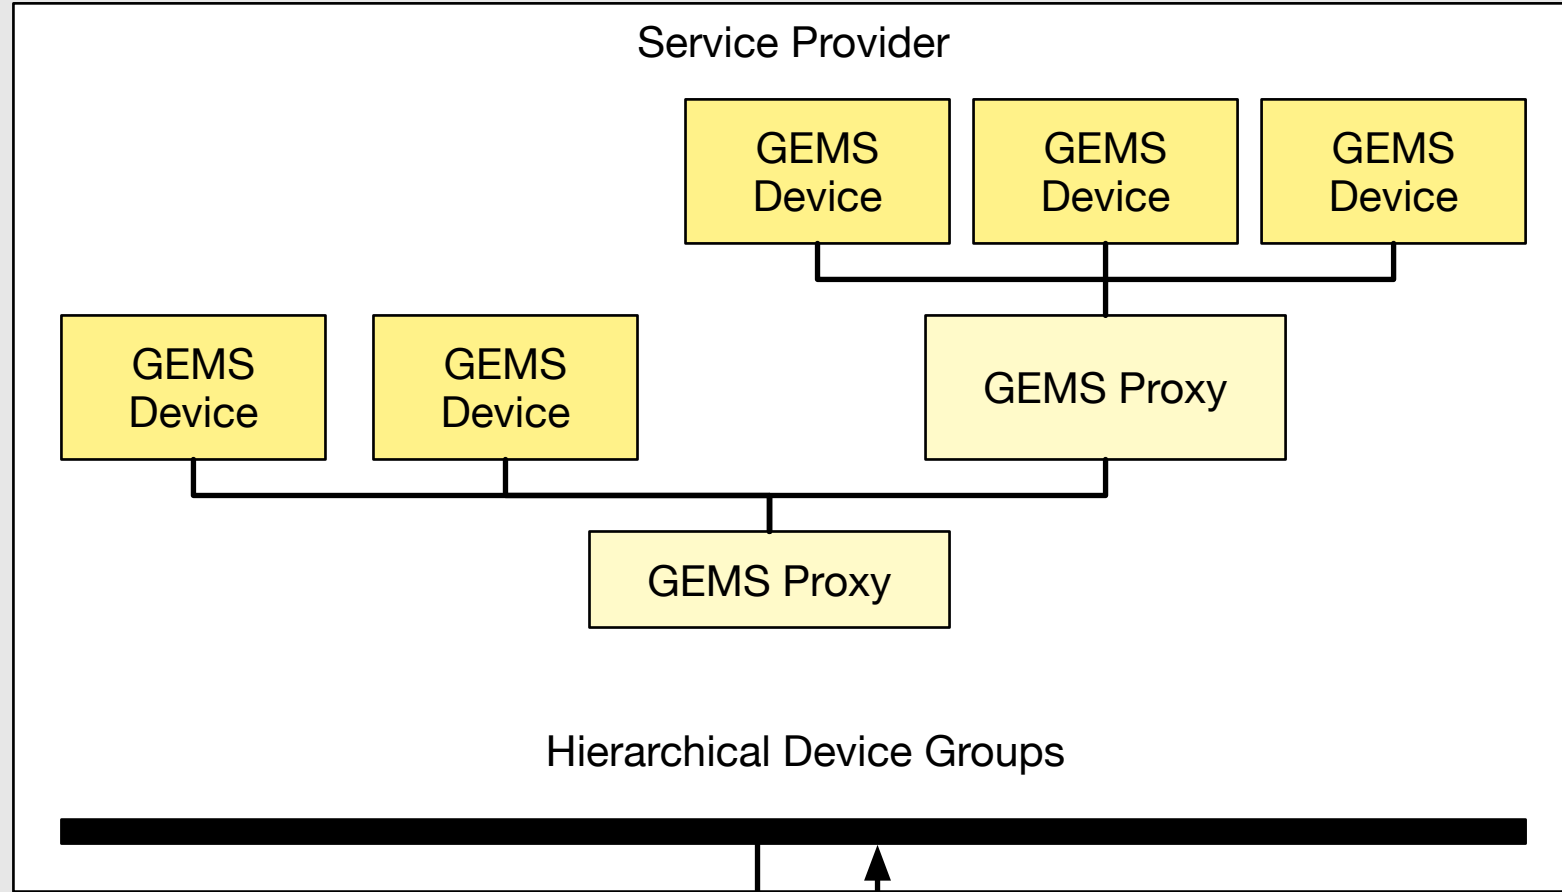 Service Provider
GEMS
Device
GEMS
Device
GEMS
Device
GEMS
Device
GEMS
Device
GEMS Proxy
GEMS Proxy
Hierarchical Device Groups